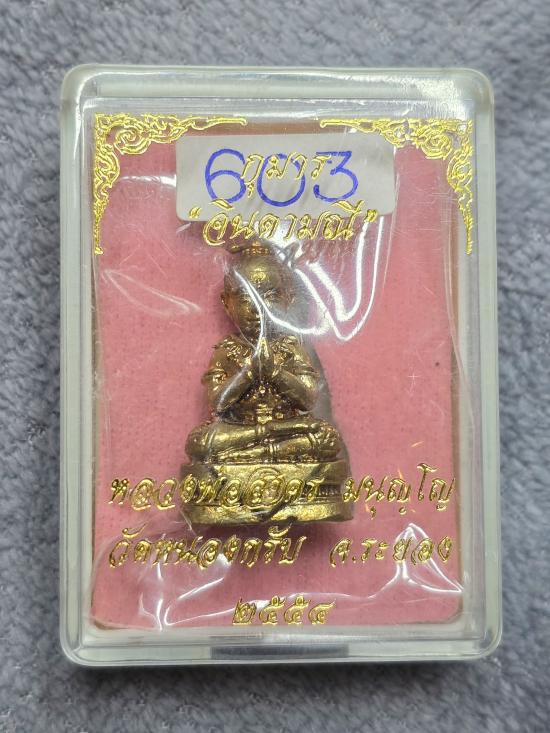 603
กุมาร
"จินดามณี"
หลวงพ่อสาคร มนุญโญ
วัดหนองกรับ จ.ระยอง
๒๕๕๔